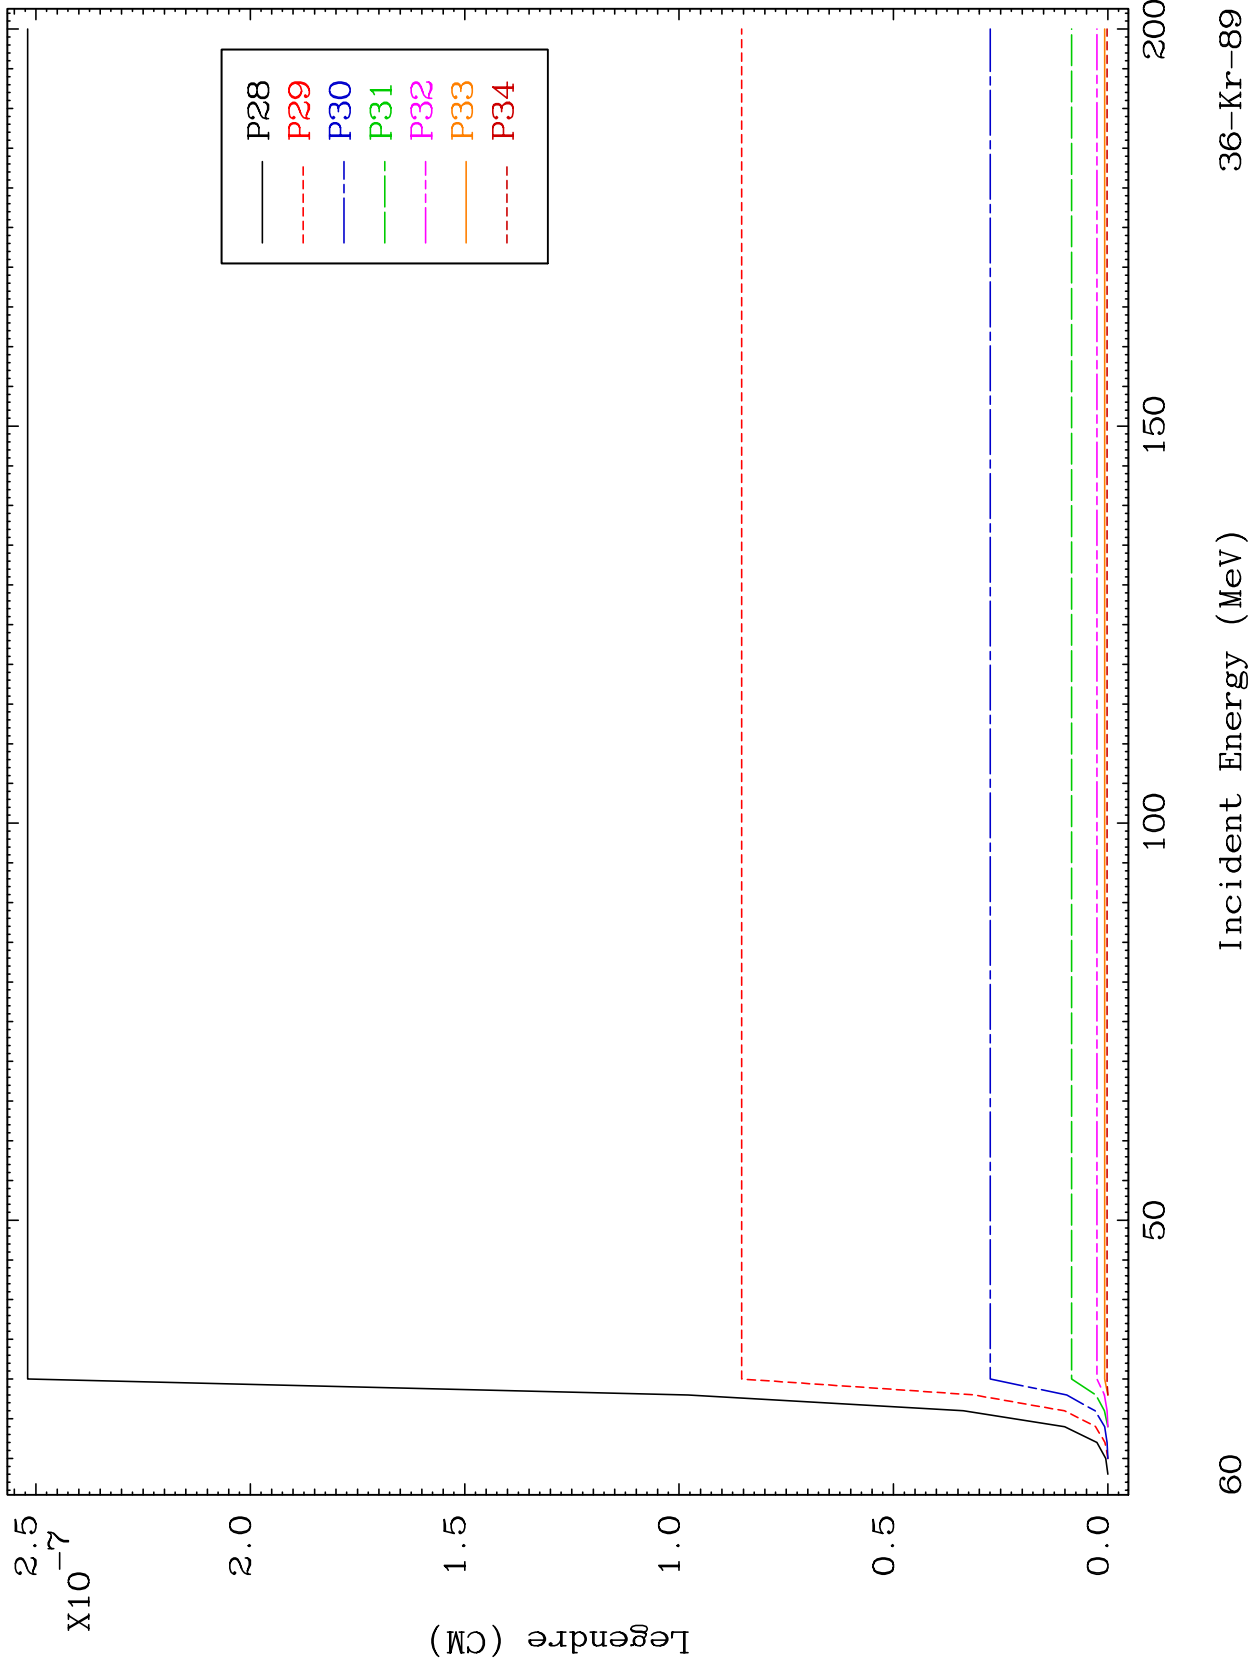 2.5
X10-7
2.0
1.5
1.0
0.5
0.0
Legendre (CM)
P28
P29
P30
P31
P32
P33
P34
50
100
150
200
Incident Energy (MeV)
60
36-Kr-89